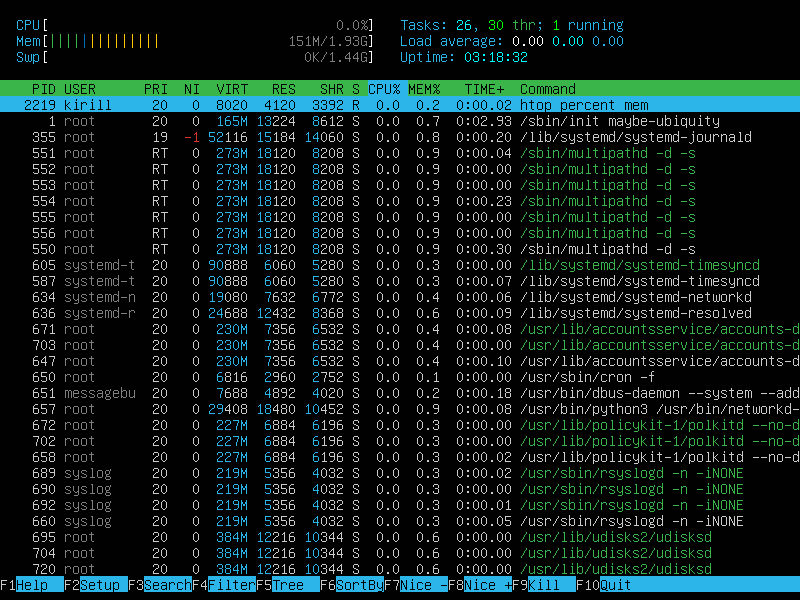 CPU[ 0.0%] Tasks: 26, 30 thr; 1 running
Mem[||||||||||||||| 151M/1.93G] Load average: 0.00 0.00 0.00
Swp[ 0K/1.44G] Uptime: 03:18:32
PID USER PRI NI VIRT RES SHR S CPU% MEM% TIME+ Command
2219 kirill 20 0 8020 4120 3392 R 0.0 0.2 0:00.02 htop percent mem
1 root 20 0 165M 13224 8612 S 0.0 0.7 0:02.93 /sbin/init maybe-ubiquity
355 root 19 -1 52116 15184 14060 S 0.0 0.8 0:00.20 /lib/systemd/systemd-journald
551 root RT 0 273M 18120 8208 S 0.0 0.9 0:00.04 /sbin/multipathd -d -s
552 root RT 0 273M 18120 8208 S 0.0 0.9 0:00.00 /sbin/multipathd -d -s
553 root RT 0 273M 18120 8208 S 0.0 0.9 0:00.00 /sbin/multipathd -d -s
554 root RT 0 273M 18120 8208 S 0.0 0.9 0:00.23 /sbin/multipathd -d -s
555 root RT 0 273M 18120 8208 S 0.0 0.9 0:00.00 /sbin/multipathd -d -s
556 root RT 0 273M 18120 8208 S 0.0 0.9 0:00.00 /sbin/multipathd -d -s
550 root RT 0 273M 18120 8208 S 0.0 0.9 0:00.30 /sbin/multipathd -d -s
605 systemd-t 20 0 90888 6060 5280 S 0.0 0.3 0:00.00 /lib/systemd/systemd-timesyncd
587 systemd-t 20 0 90888 6060 5280 S 0.0 0.3 0:00.07 /lib/systemd/systemd-timesyncd
634 systemd-n 20 0 19080 7632 6772 S 0.0 0.4 0:00.06 /lib/systemd/systemd-networkd
636 systemd-r 20 0 24688 12432 8368 S 0.0 0.6 0:00.09 /lib/systemd/systemd-resolved
671 root 20 0 230M 7356 6532 S 0.0 0.4 0:00.08 /usr/lib/accountsservice/accounts-d
703 root 20 0 230M 7356 6532 S 0.0 0.4 0:00.00 /usr/lib/accountsservice/accounts-d
647 root 20 0 230M 7356 6532 S 0.0 0.4 0:00.10 /usr/lib/accountsservice/accounts-d
650 root 20 0 6816 2960 2752 S 0.0 0.1 0:00.00 /usr/sbin/cron -f
651 messagebu 20 0 7688 4892 4020 S 0.0 0.2 0:00.18 /usr/bin/dbus-daemon --system --add
657 root 20 0 29408 18480 10452 S 0.0 0.9 0:00.08 /usr/bin/python3 /usr/bin/networkd-
672 root 20 0 227M 6884 6196 S 0.0 0.3 0:00.00 /usr/lib/policykit-1/polkitd --no-d
702 root 20 0 227M 6884 6196 S 0.0 0.3 0:00.00 /usr/lib/policykit-1/polkitd --no-d
658 root 20 0 227M 6884 6196 S 0.0 0.3 0:00.02 /usr/lib/policykit-1/polkitd --no-d
689 syslog 20 0 219M 5356 4032 S 0.0 0.3 0:00.02 /usr/sbin/rsyslogd -n -iNONE
690 syslog 20 0 219M 5356 4032 S 0.0 0.3 0:00.00 /usr/sbin/rsyslogd -n -iNONE
692 syslog 20 0 219M 5356 4032 S 0.0 0.3 0:00.01 /usr/sbin/rsyslogd -n -iNONE
660 syslog 20 0 219M 5356 4032 S 0.0 0.3 0:00.05 /usr/sbin/rsyslogd -n -iNONE
695 root 20 0 384M 12216 10344 S 0.0 0.6 0:00.00 /usr/lib/udisks2/udisksd
704 root 20 0 384M 12216 10344 S 0.0 0.6 0:00.00 /usr/lib/udisks2/udisksd
720 root 20 0 384M 12216 10344 S 0.0 0.6 0:00.00 /usr/lib/udisks2/udisksd
F1Help F2Setup F3SearchF4FilterF5Tree F6SortByF7Nice -F8Nice +F9Kill F10Quit